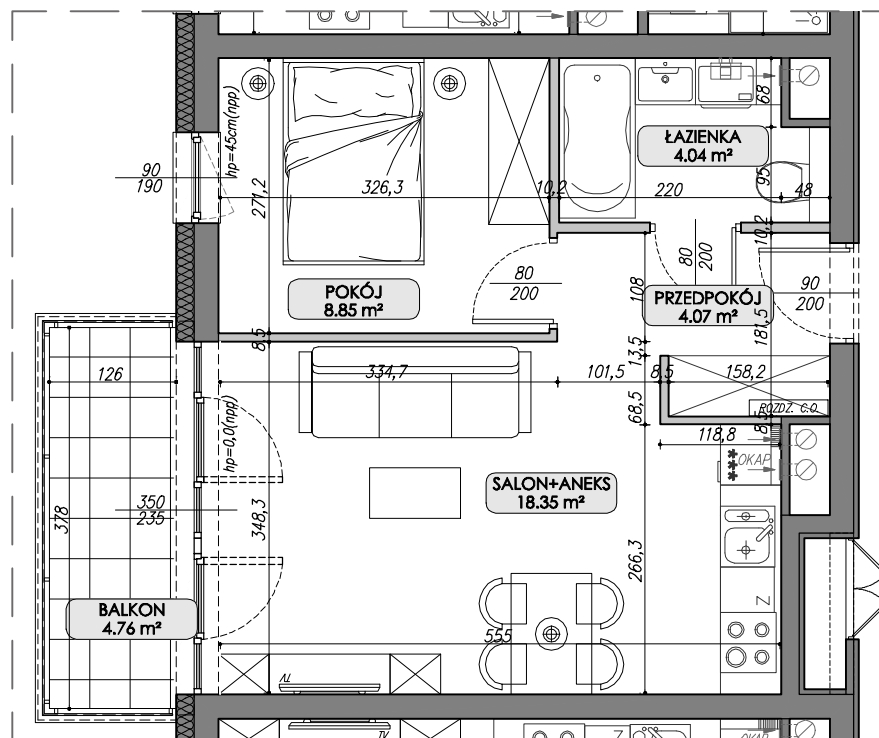 68
ŁAZIENKA
4.04 m²
hp=45cm(npp)
90
190
271,2
326,3
10,2
220
95
48
10,2
80
200
80
200
108
POKÓJ
8.85 m²
PRZEDPOKÓJ
4.07 m²
90
200
181,5
8,5
13,5
126
334,7
101,5
8,5
158,2
ROZDZ. C.O.
68,5
8,5
118,8
hp=0,0(npp)
OKAP
SALON+ANEKS
18.35 m²
350
235
378
348,3
266,3
BALKON
4.76 m²
Z
555
TV
TV
Z
OKAP